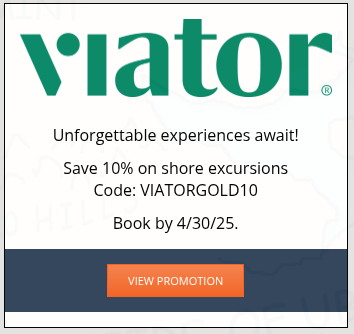 viator®
Unforgettable experiences await!
Save 10% on shore excursions
Code: VIATORGOLD10
Book by 4/30/25.
VIEW PROMOTION